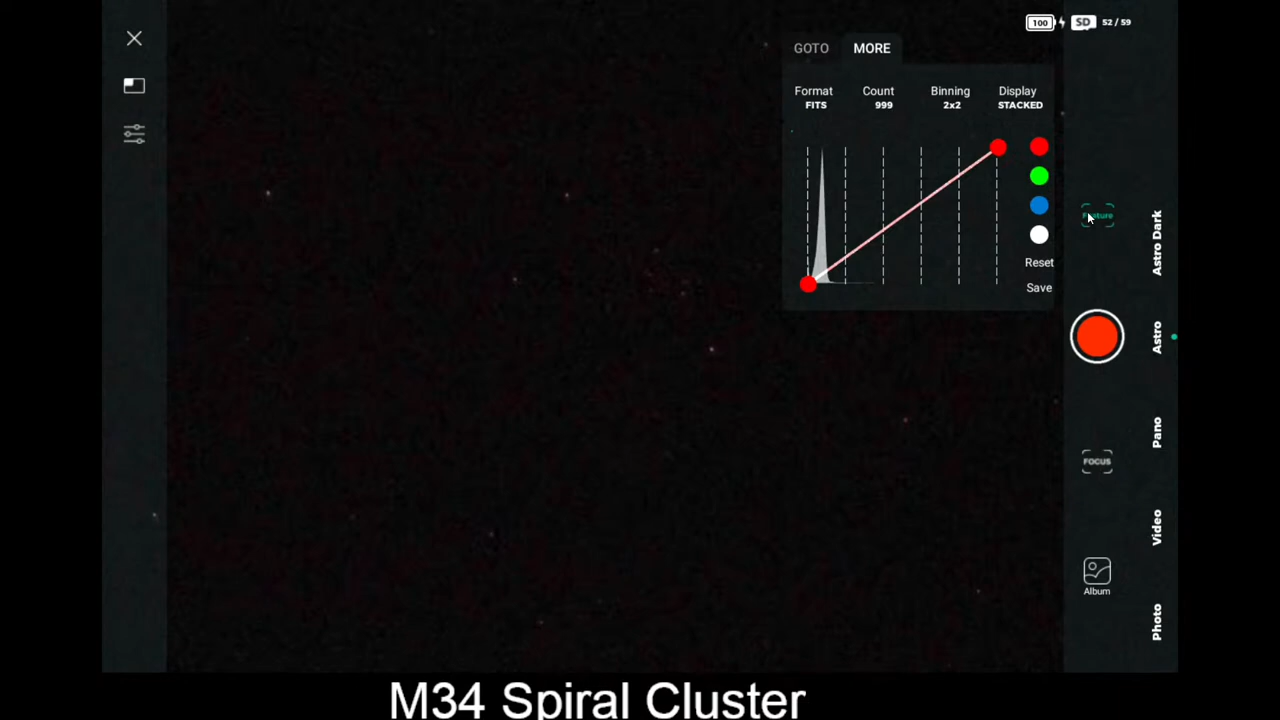 100 SD 52 / 59
GOTO MORE
Format Count Binning Display
FITS 999 2x2 STACKED
Reset
Save
Feature
Astro Dark
Astro
Pano
FOCUS
Video
Album
Photo
M34 Spiral Cluster